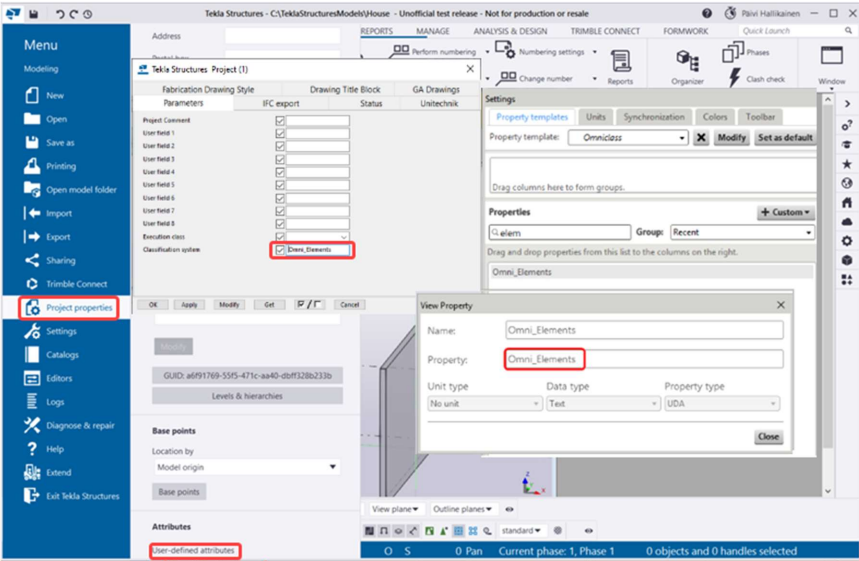 Tekla Structures - C:\TeklaStructuresModels\House - Unofficial test release - Not for production or resale
Päivi Hallikainen
Menu
Modeling
New
Open
Save as
Printing
Open model folder
Import
Export
Sharing
Trimble Connect
Project properties
Settings
Catalogs
Editors
Logs
Diagnose & repair
Help
Extend
Exit Tekla Structures
Address
REPORTS MANAGE ANALYSIS & DESIGN TRIMBLE CONNECT FORMWORK Quick Launch
Perform numbering Numbering settings Phases
Change number Reports Organizer Clash check Window
Tekla Structures Project (1)
Fabrication Drawing Style Drawing Title Block GA Drawings
Parameters IFC export Status Unitechnik
Project Comment
User field 1
User field 2
User field 3
User field 4
User field 5
User field 6
User field 7
User field 8
Execution class
Classification system Omni_Elements
OK Apply Modify Get Cancel
Modify
GUID: a6f91769-55f5-471c-aa40-dbff328b233b
Levels & hierarchies
Base points
Location by
Model origin
Base points
Attributes
User-defined attributes
Settings
Property templates Units Synchronization Colors Toolbar
Property template: Omniclass Modify Set as default
Drag columns here to form groups.
Properties + Custom
elem Group: Recent
Drag and drop properties from this list to the columns on the right.
Omni_Elements
View Property
Name: Omni_Elements
Property: Omni_Elements
Unit type Data type Property type
No unit Text UDA
Close
z
x
View plane Outline planes
standard
O S 0 Pan Current phase: 1, Phase 1 0 objects and 0 handles selected